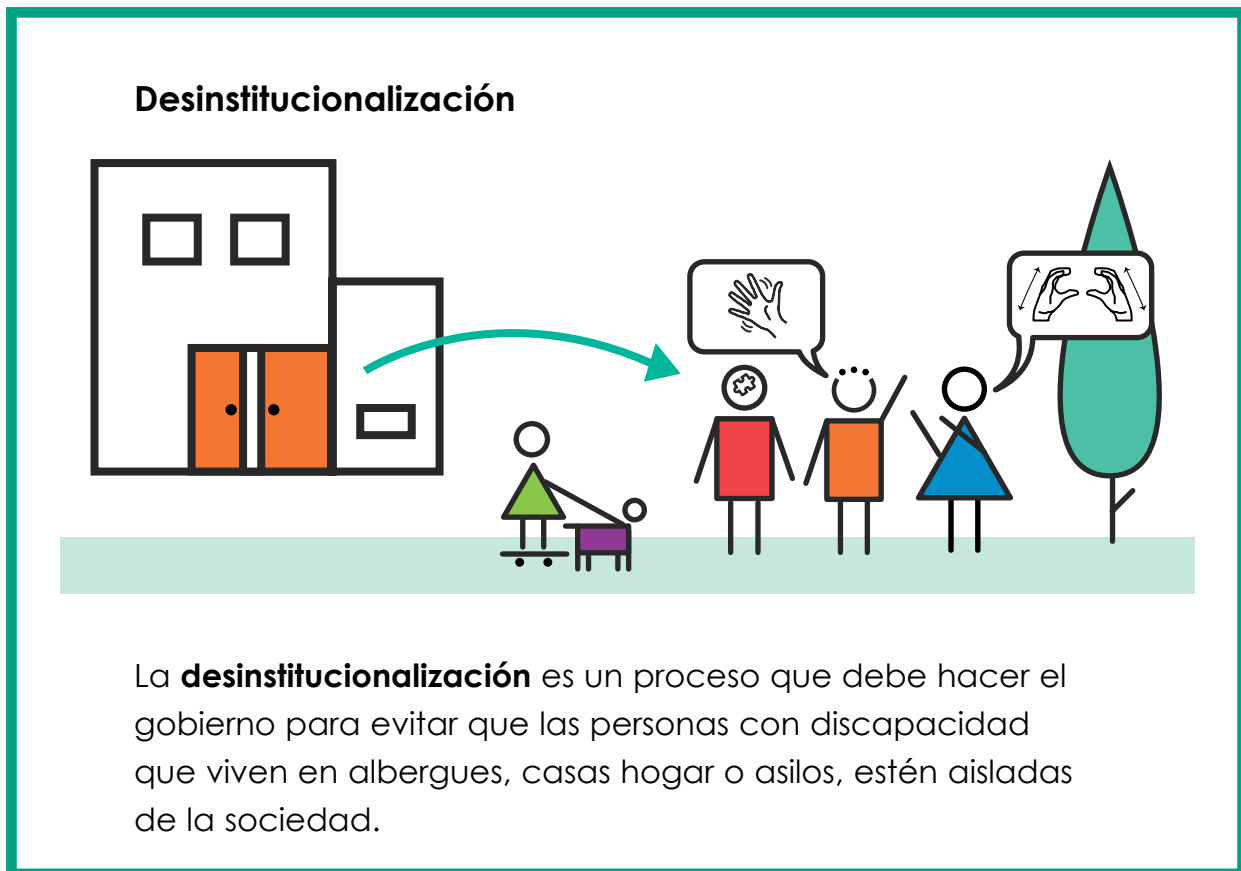 Desinstitucionalización
La desinstitucionalización es un proceso que debe hacer el
gobierno para evitar que las personas con discapacidad
que viven en albergues, casas hogar o asilos, estén aisladas
de la sociedad.